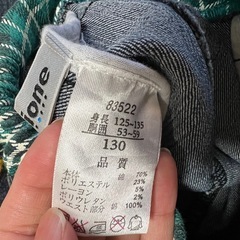 ione
83522
身長 125-135
胴囲 53-59
130
品質
本体 綿 70%
ポリエステル 23%
レーヨン 5%
ポリウレタン 2%
ウエスト部分 綿 100%